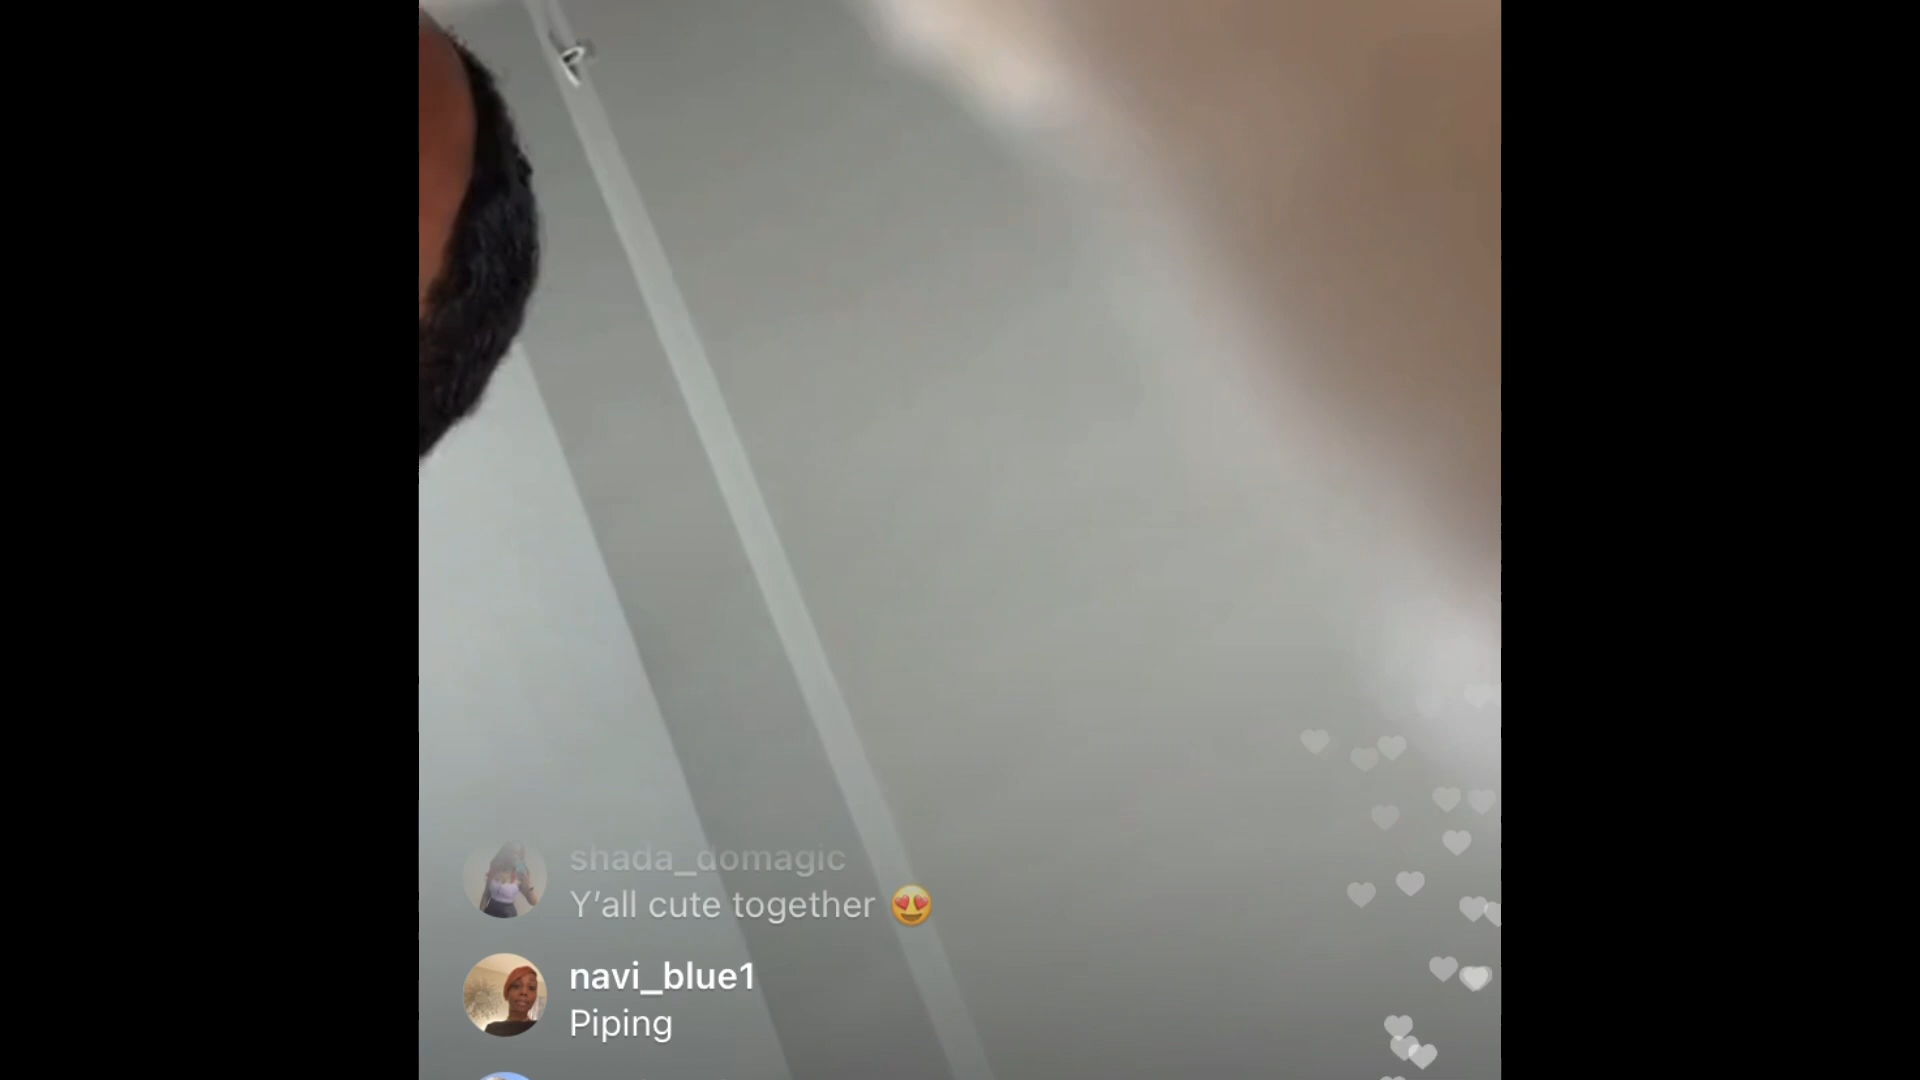 shada_domagic
Y’all cute together 😍
navi_blue1
Piping